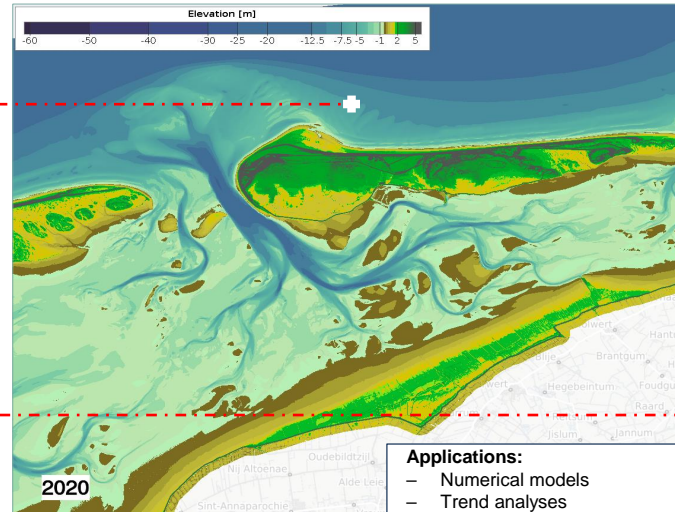 Elevation [m]
-60 -50 -40 -30 -25 -20 -12.5 -7.5 -5 -1 2 5
Holwert
Hantu
Blije
Brantgum
Hegebeintum
Foudgu
Raard
Jislum
Jannum
Oudebildtzijl
Nij Altoenae
Alde Leie
Sint-Annaparochie
2020
Applications:
– Numerical models
– Trend analyses